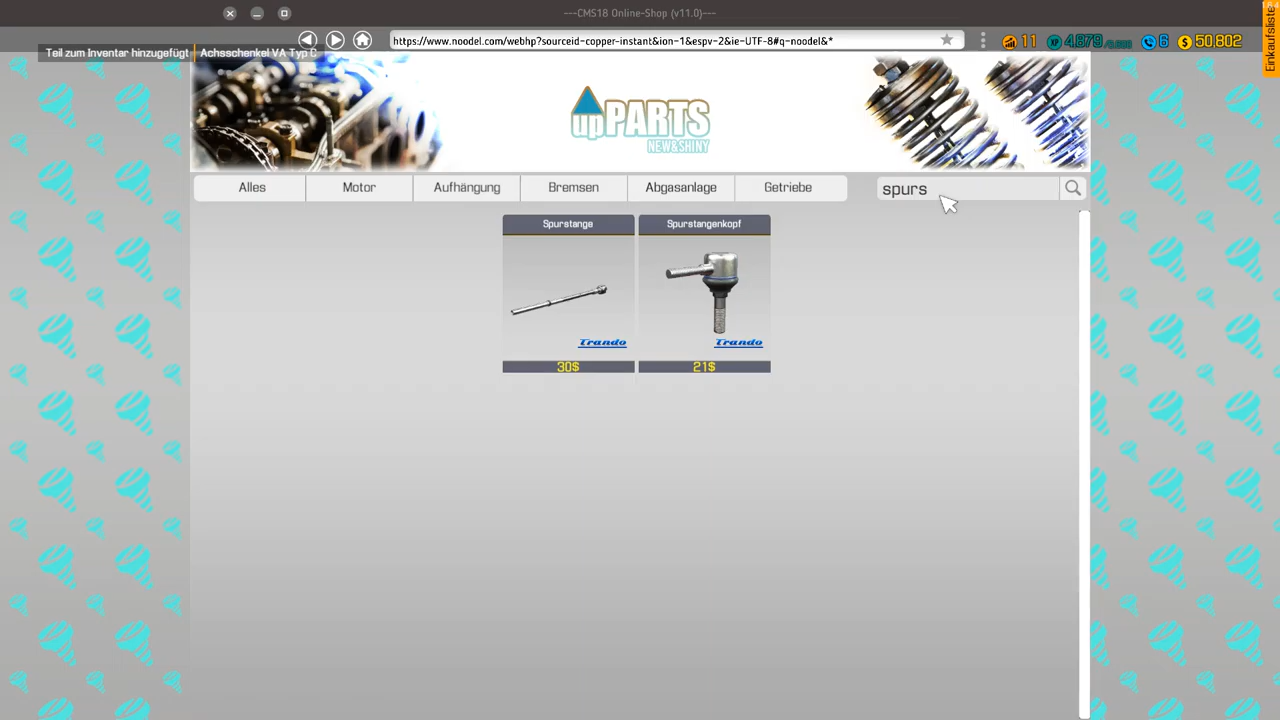 ---CMS18 Online-Shop (v11.0)---
https://www.noodel.com/webhp?sourceid-copper-instant&ion-1&espv-2&ie-UTF-8#q-noodel&*
11
XP 4,879
6
$ 50,802
Einkaufsliste
Teil zum Inventar hinzugefügt
Achsschenkel VA Typ C
upPARTS
NEW&SHINY
Alles
Motor
Aufhängung
Bremsen
Abgasanlage
Getriebe
spurs
Spurstange
Spurstangenkopf
Trando
Trando
30$
21$